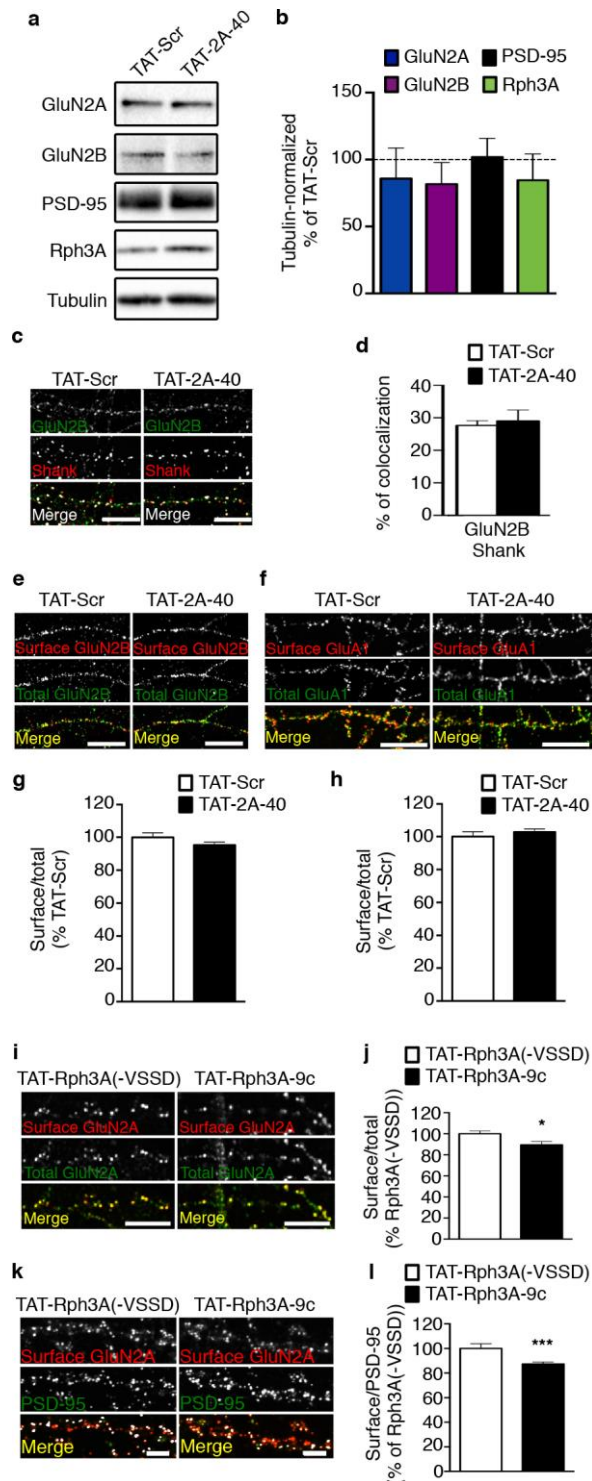 a
TAT-Scr
TAT-2A-40
GluN2A
GluN2B
PSD-95
Rph3A
Tubulin
b
GluN2A PSD-95
GluN2B Rph3A
Tubulin-normalized
% of TAT-Scr
150
100
50
0
c
TAT-Scr TAT-2A-40
GluN2B GluN2B
Shank Shank
Merge Merge
d
TAT-Scr
TAT-2A-40
% of colocalization
40
30
20
10
0
GluN2B
Shank
e
TAT-Scr TAT-2A-40
Surface GluN2B Surface GluN2B
Total GluN2B Total GluN2B
Merge Merge
f
TAT-Scr TAT-2A-40
Surface GluA1 Surface GluA1
Total GluA1 Total GluA1
Merge Merge
g
TAT-Scr
TAT-2A-40
Surface/total
(% TAT-Scr)
120
100
80
60
40
20
0
h
TAT-Scr
TAT-2A-40
Surface/total
(% TAT-Scr)
120
100
80
60
40
20
0
i
TAT-Rph3A(-VSSD) TAT-Rph3A-9c
Surface GluN2A Surface GluN2A
Total GluN2A Total GluN2A
Merge Merge
j
TAT-Rph3A(-VSSD)
TAT-Rph3A-9c
Surface/total
(% Rph3A(-VSSD))
120
100
80
60
40
20
0
*
k
TAT-Rph3A(-VSSD) TAT-Rph3A-9c
Surface GluN2A Surface GluN2A
PSD-95 PSD-95
Merge Merge
l
TAT-Rph3A(-VSSD)
TAT-Rph3A-9c
Surface/PSD-95
(% of Rph3A(-VSSD))
120
100
80
60
40
20
0
***